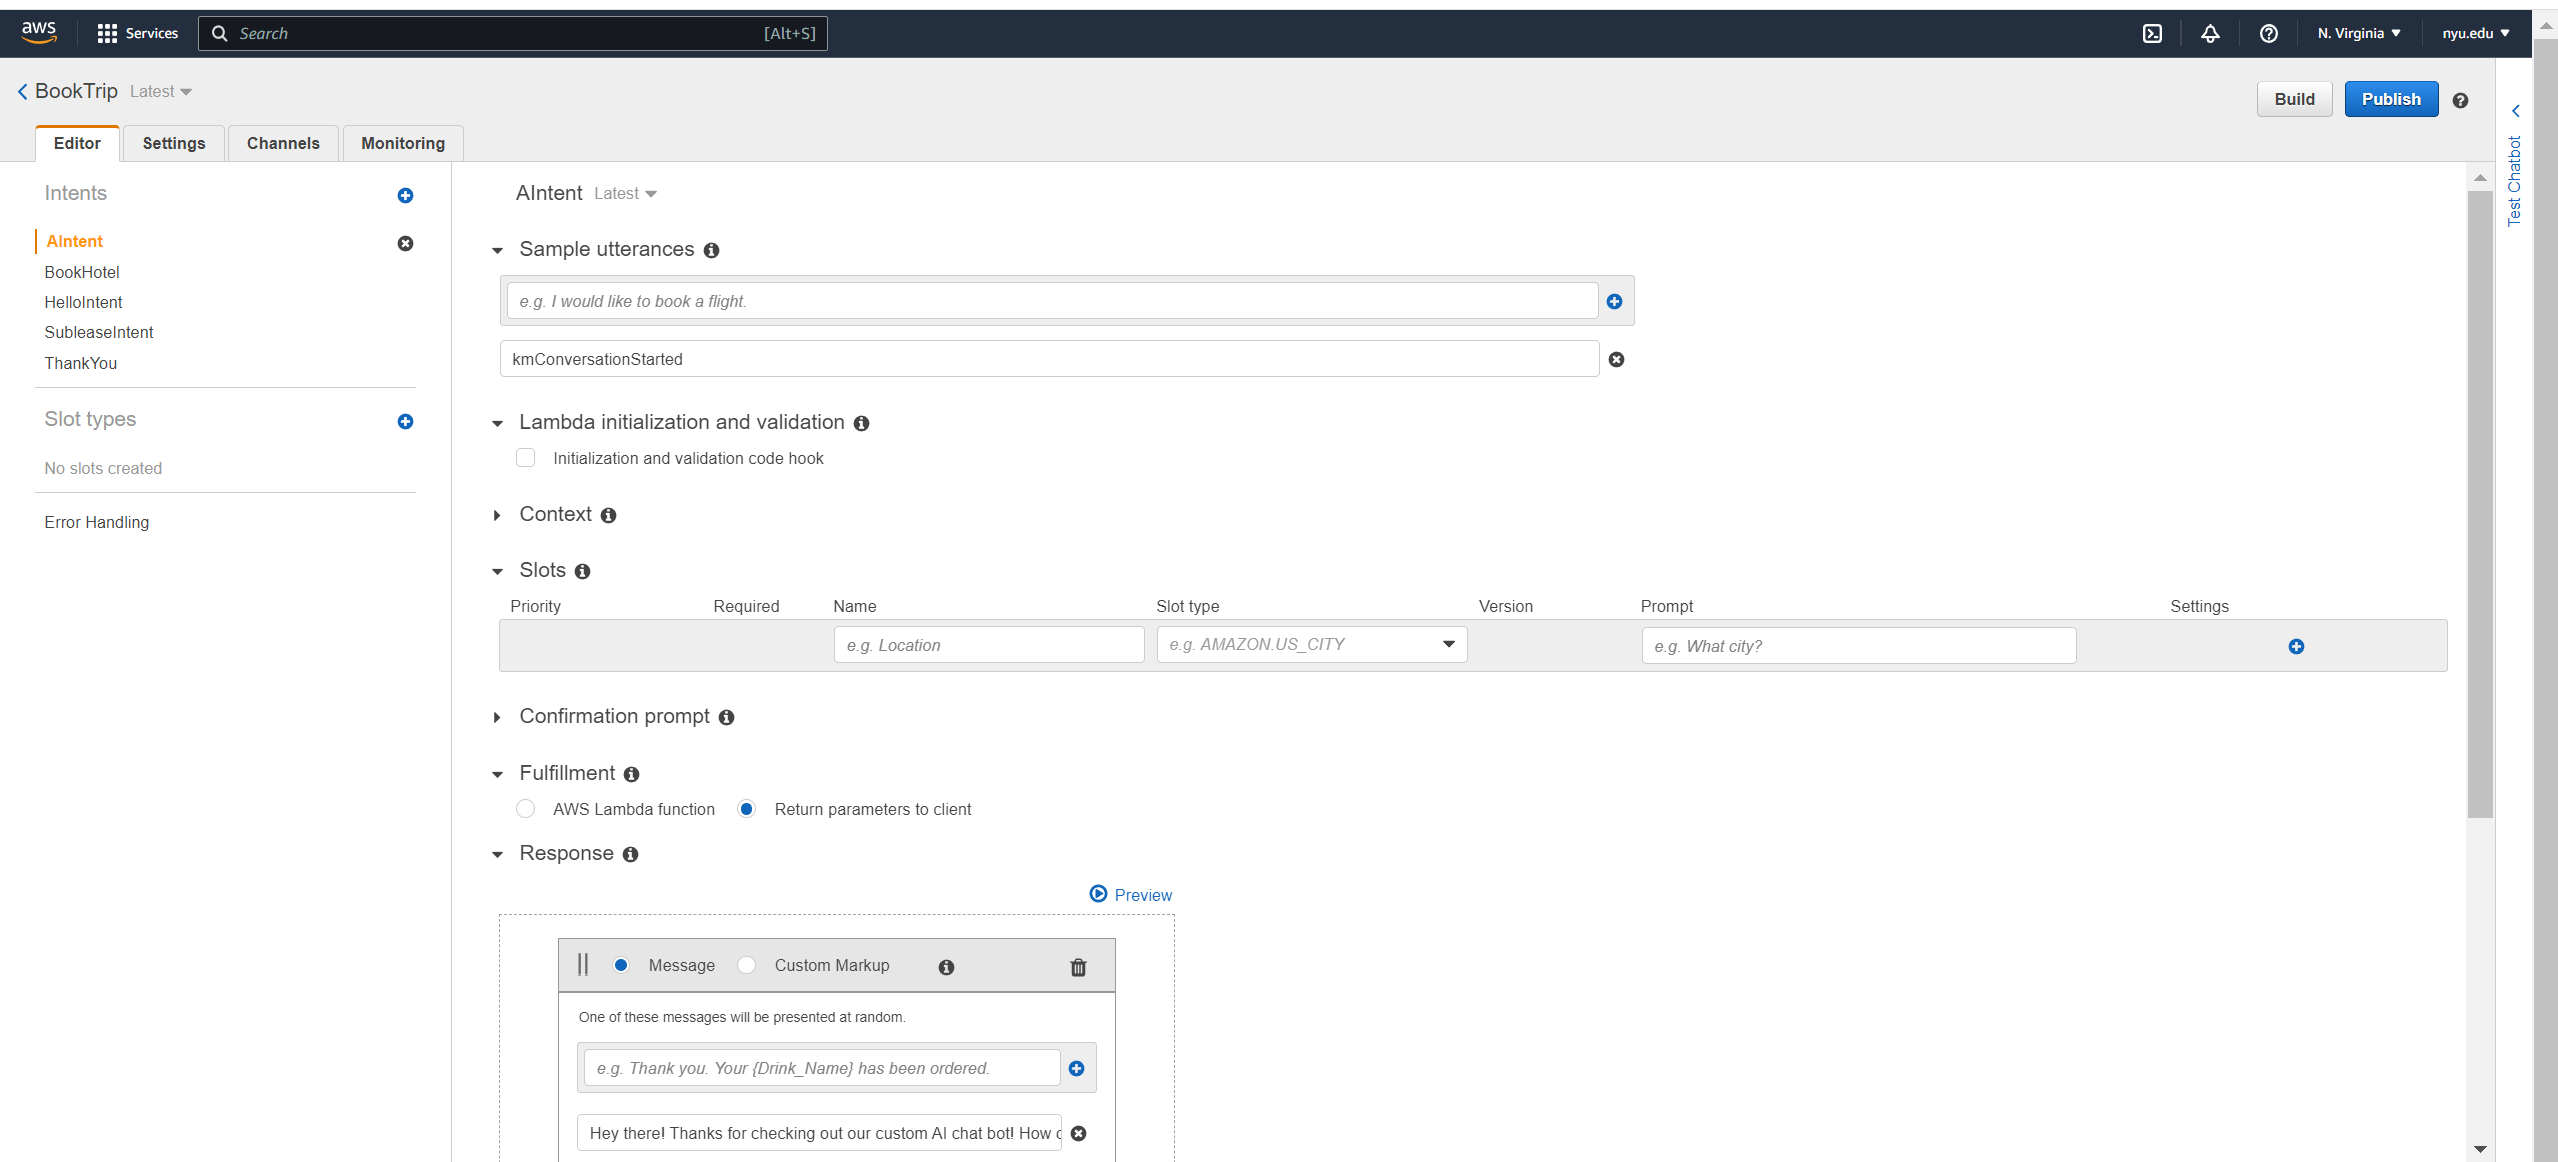 aws Services Search [Alt+S] N. Virginia nyu.edu
BookTrip Latest Build Publish
Editor Settings Channels Monitoring
Test Chatbot
Intents
AIntent
BookHotel
HelloIntent
SubleaseIntent
ThankYou
Slot types
No slots created
Error Handling
AIntent Latest
Sample utterances
e.g. I would like to book a flight.
kmConversationStarted
Lambda initialization and validation
Initialization and validation code hook
Context
Slots
Priority Required Name Slot type Version Prompt Settings
e.g. Location e.g. AMAZON.US_CITY e.g. What city?
Confirmation prompt
Fulfillment
AWS Lambda function Return parameters to client
Response
Preview
Message Custom Markup
One of these messages will be presented at random.
e.g. Thank you. Your {Drink_Name} has been ordered.
Hey there! Thanks for checking out our custom AI chat bot! How